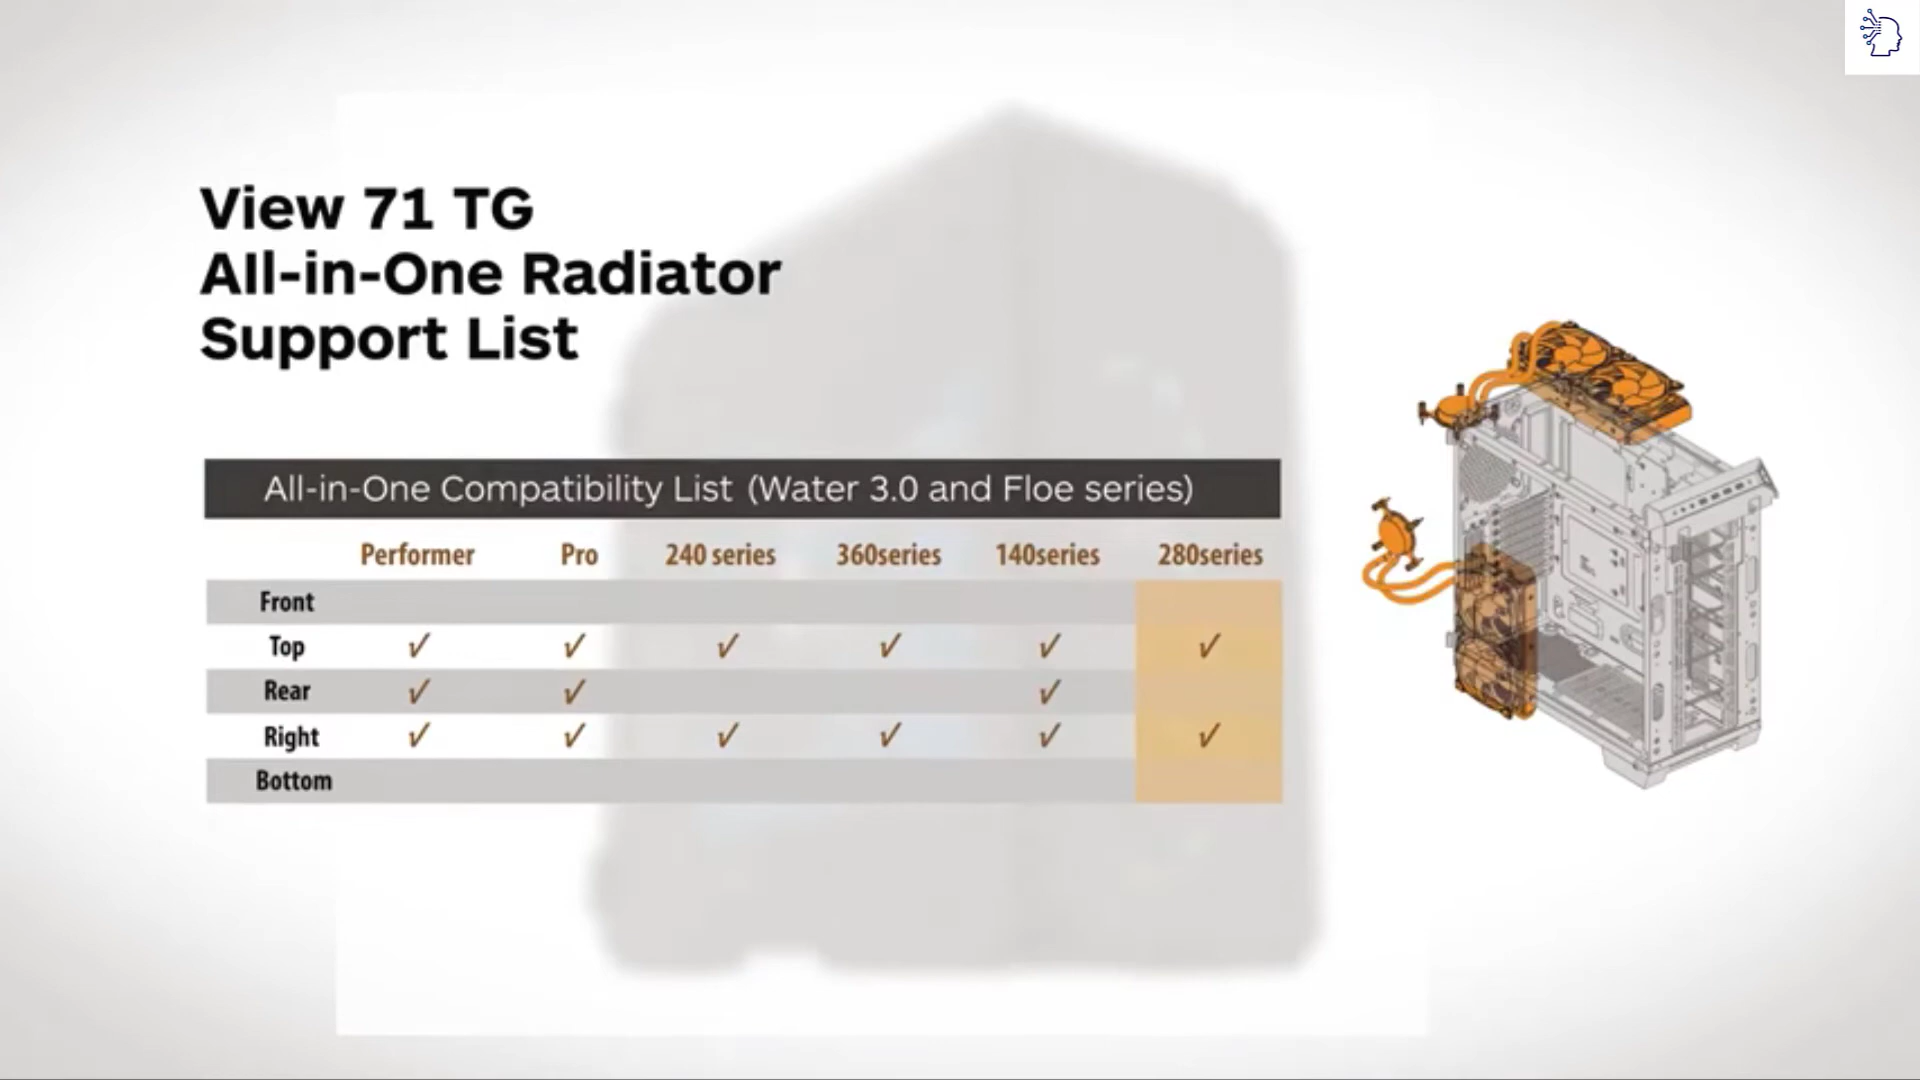 View 71 TG
All-in-One Radiator
Support List
All-in-One Compatibility List (Water 3.0 and Floe series)
Performer Pro 240 series 360series 140series 280series
Front
Top ✓ ✓ ✓ ✓ ✓ ✓
Rear ✓ ✓ ✓
Right ✓ ✓ ✓ ✓ ✓ ✓
Bottom